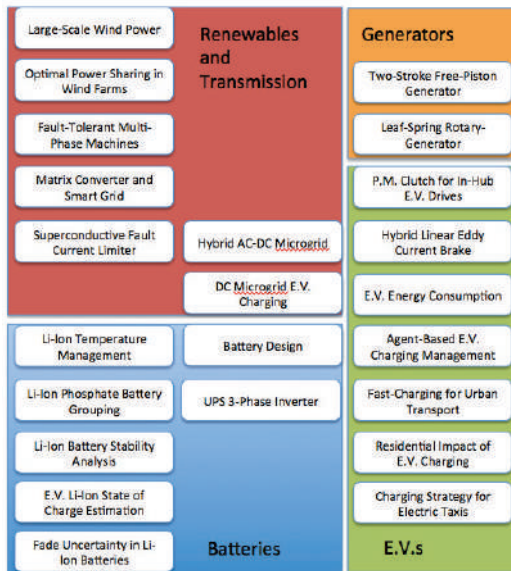 Large-Scale Wind Power
Optimal Power Sharing in
Wind Farms
Fault-Tolerant Multi-
Phase Machines
Matrix Converter and
Smart Grid
Superconductive Fault
Current Limiter
Renewables
and
Transmission
Hybrid AC-DC Microgrid
DC Microgrid E.V.
Charging
Generators
Two-Stroke Free-Piston
Generator
Leaf-Spring Rotary-
Generator
Li-Ion Temperature
Management
Li-Ion Phosphate Battery
Grouping
Li-Ion Battery Stability
Analysis
E.V. Li-Ion State of
Charge Estimation
Fade Uncertainty in Li-
Ion Batteries
Battery Design
UPS 3-Phase Inverter
Batteries
P.M. Clutch for In-Hub
E.V. Drives
Hybrid Linear Eddy
Current Brake
E.V. Energy Consumption
Agent-Based E.V.
Charging Management
Fast-Charging for Urban
Transport
Residential Impact of
E.V. Charging
Charging Strategy for
Electric Taxis
E.V.s